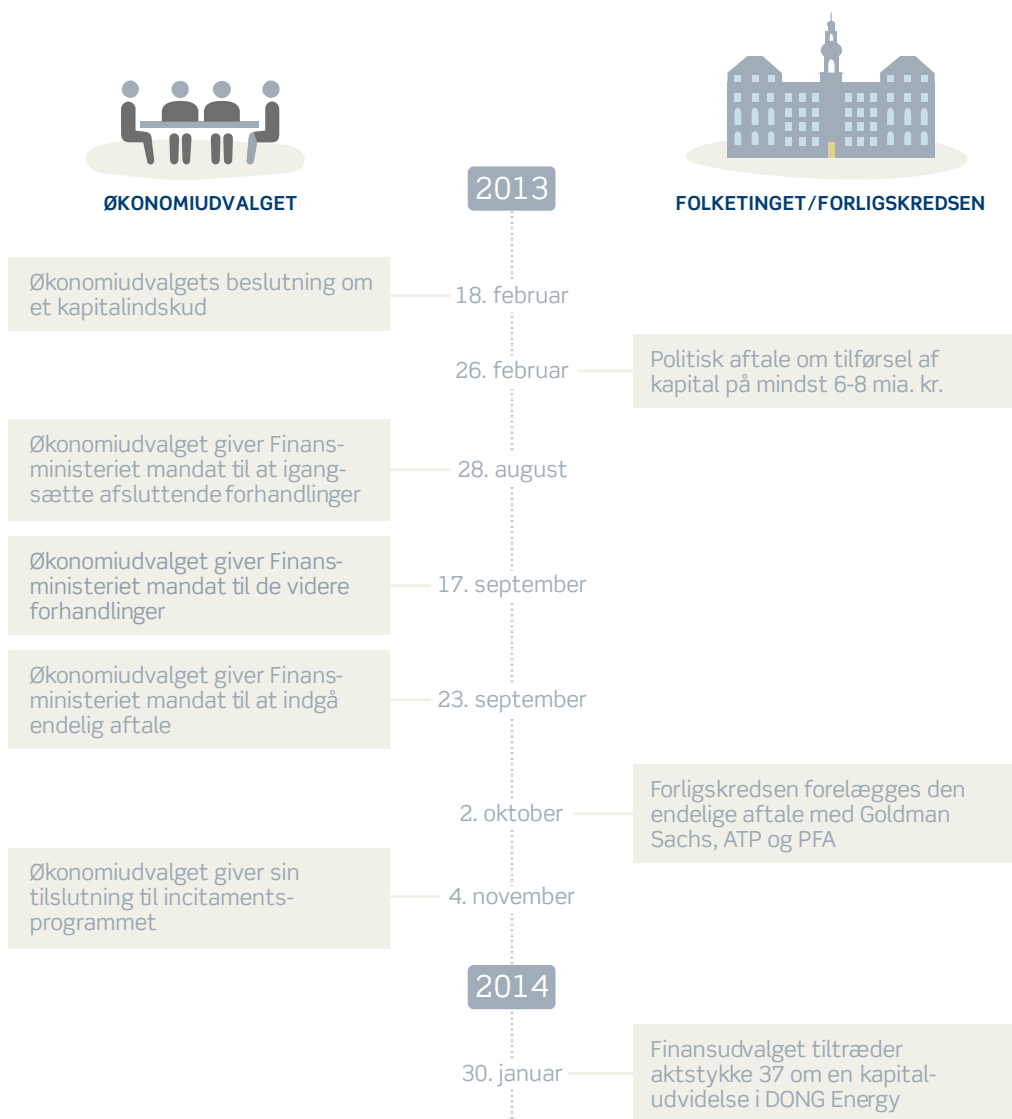 ØKONOMIUDVALGET
2013
FOLKETINGET/FORLIGSKREDSEN
Økonomiudvalgets beslutning om
et kapitalindskud
18. februar
26. februar
Politisk aftale om tilførsel af
kapital på mindst 6-8 mia. kr.
Økonomiudvalget giver Finans-
ministeriet mandat til at igang-
sætte afsluttende forhandlinger
28. august
Økonomiudvalget giver Finans-
ministeriet mandat til de videre
forhandlinger
17. september
Økonomiudvalget giver Finans-
ministeriet mandat til at indgå
endelig aftale
23. september
2. oktober
Forligskredsen forelægges den
endelige aftale med Goldman
Sachs, ATP og PFA
Økonomiudvalget giver sin
tilslutning til incitaments-
programmet
4. november
2014
30. januar
Finansudvalget tiltræder
aktstykke 37 om en kapital-
udvidelse i DONG Energy